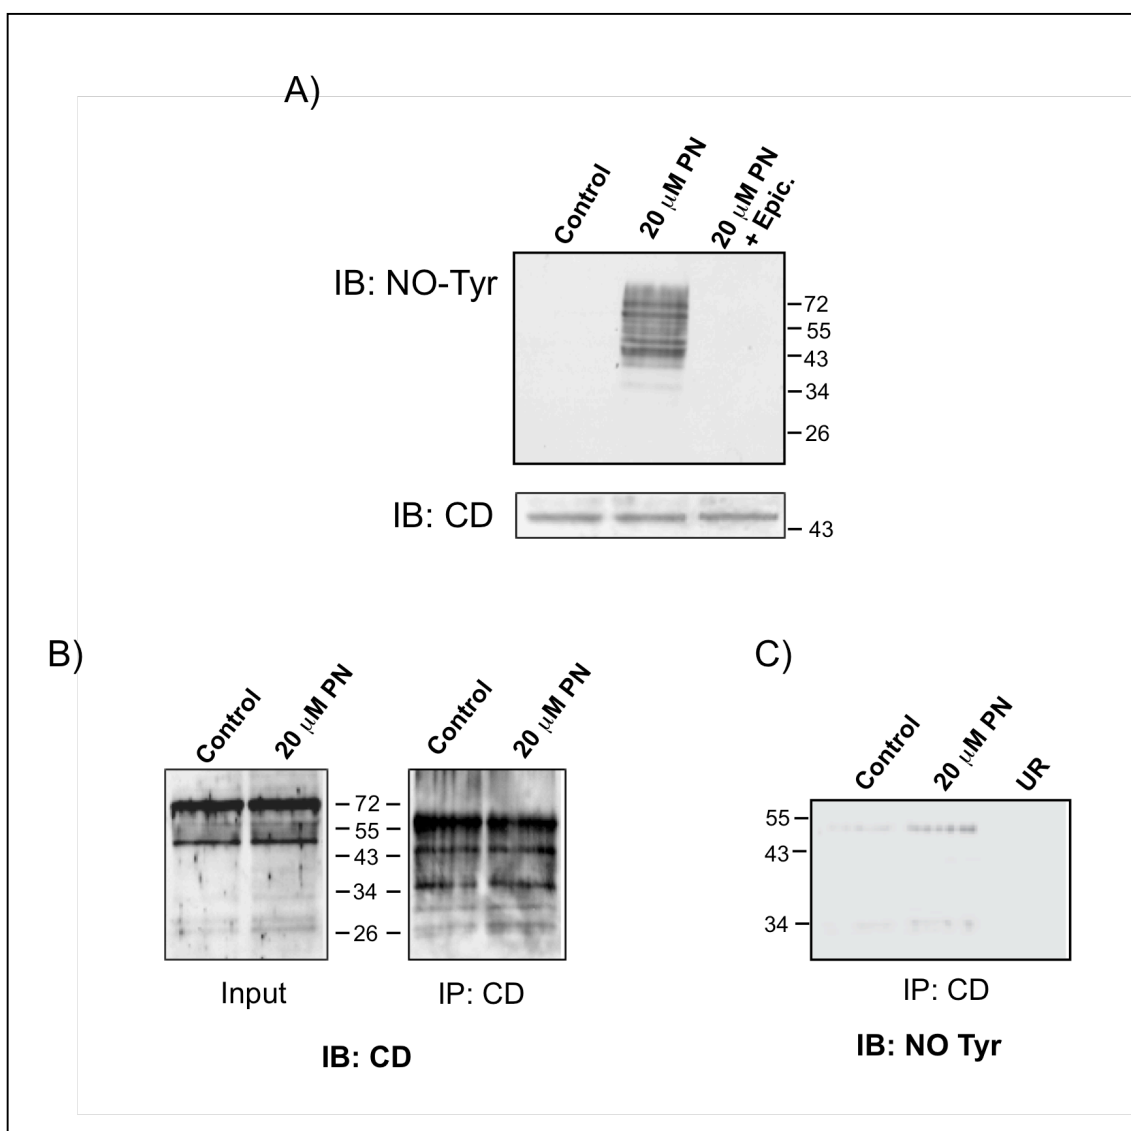 A)
Control
20 μM PN
20 μM PN
+ Epic.
IB: NO-Tyr
72
55
43
34
26
IB: CD
43
B)
Control
20 μM PN
Control
20 μM PN
72
55
43
34
26
Input
IP: CD
IB: CD
C)
Control
20 μM PN
UR
55
43
34
IP: CD
IB: NO Tyr